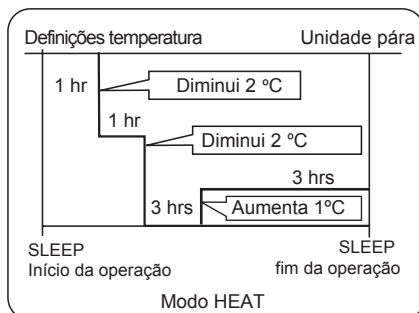 Definições temperatura
Unidade pára
1 hr
Diminui 2 ºC
1 hr
Diminui 2 ºC
3 hrs
3 hrs
Aumenta 1ºC
SLEEP
Início da operação
SLEEP
fim da operação
Modo HEAT